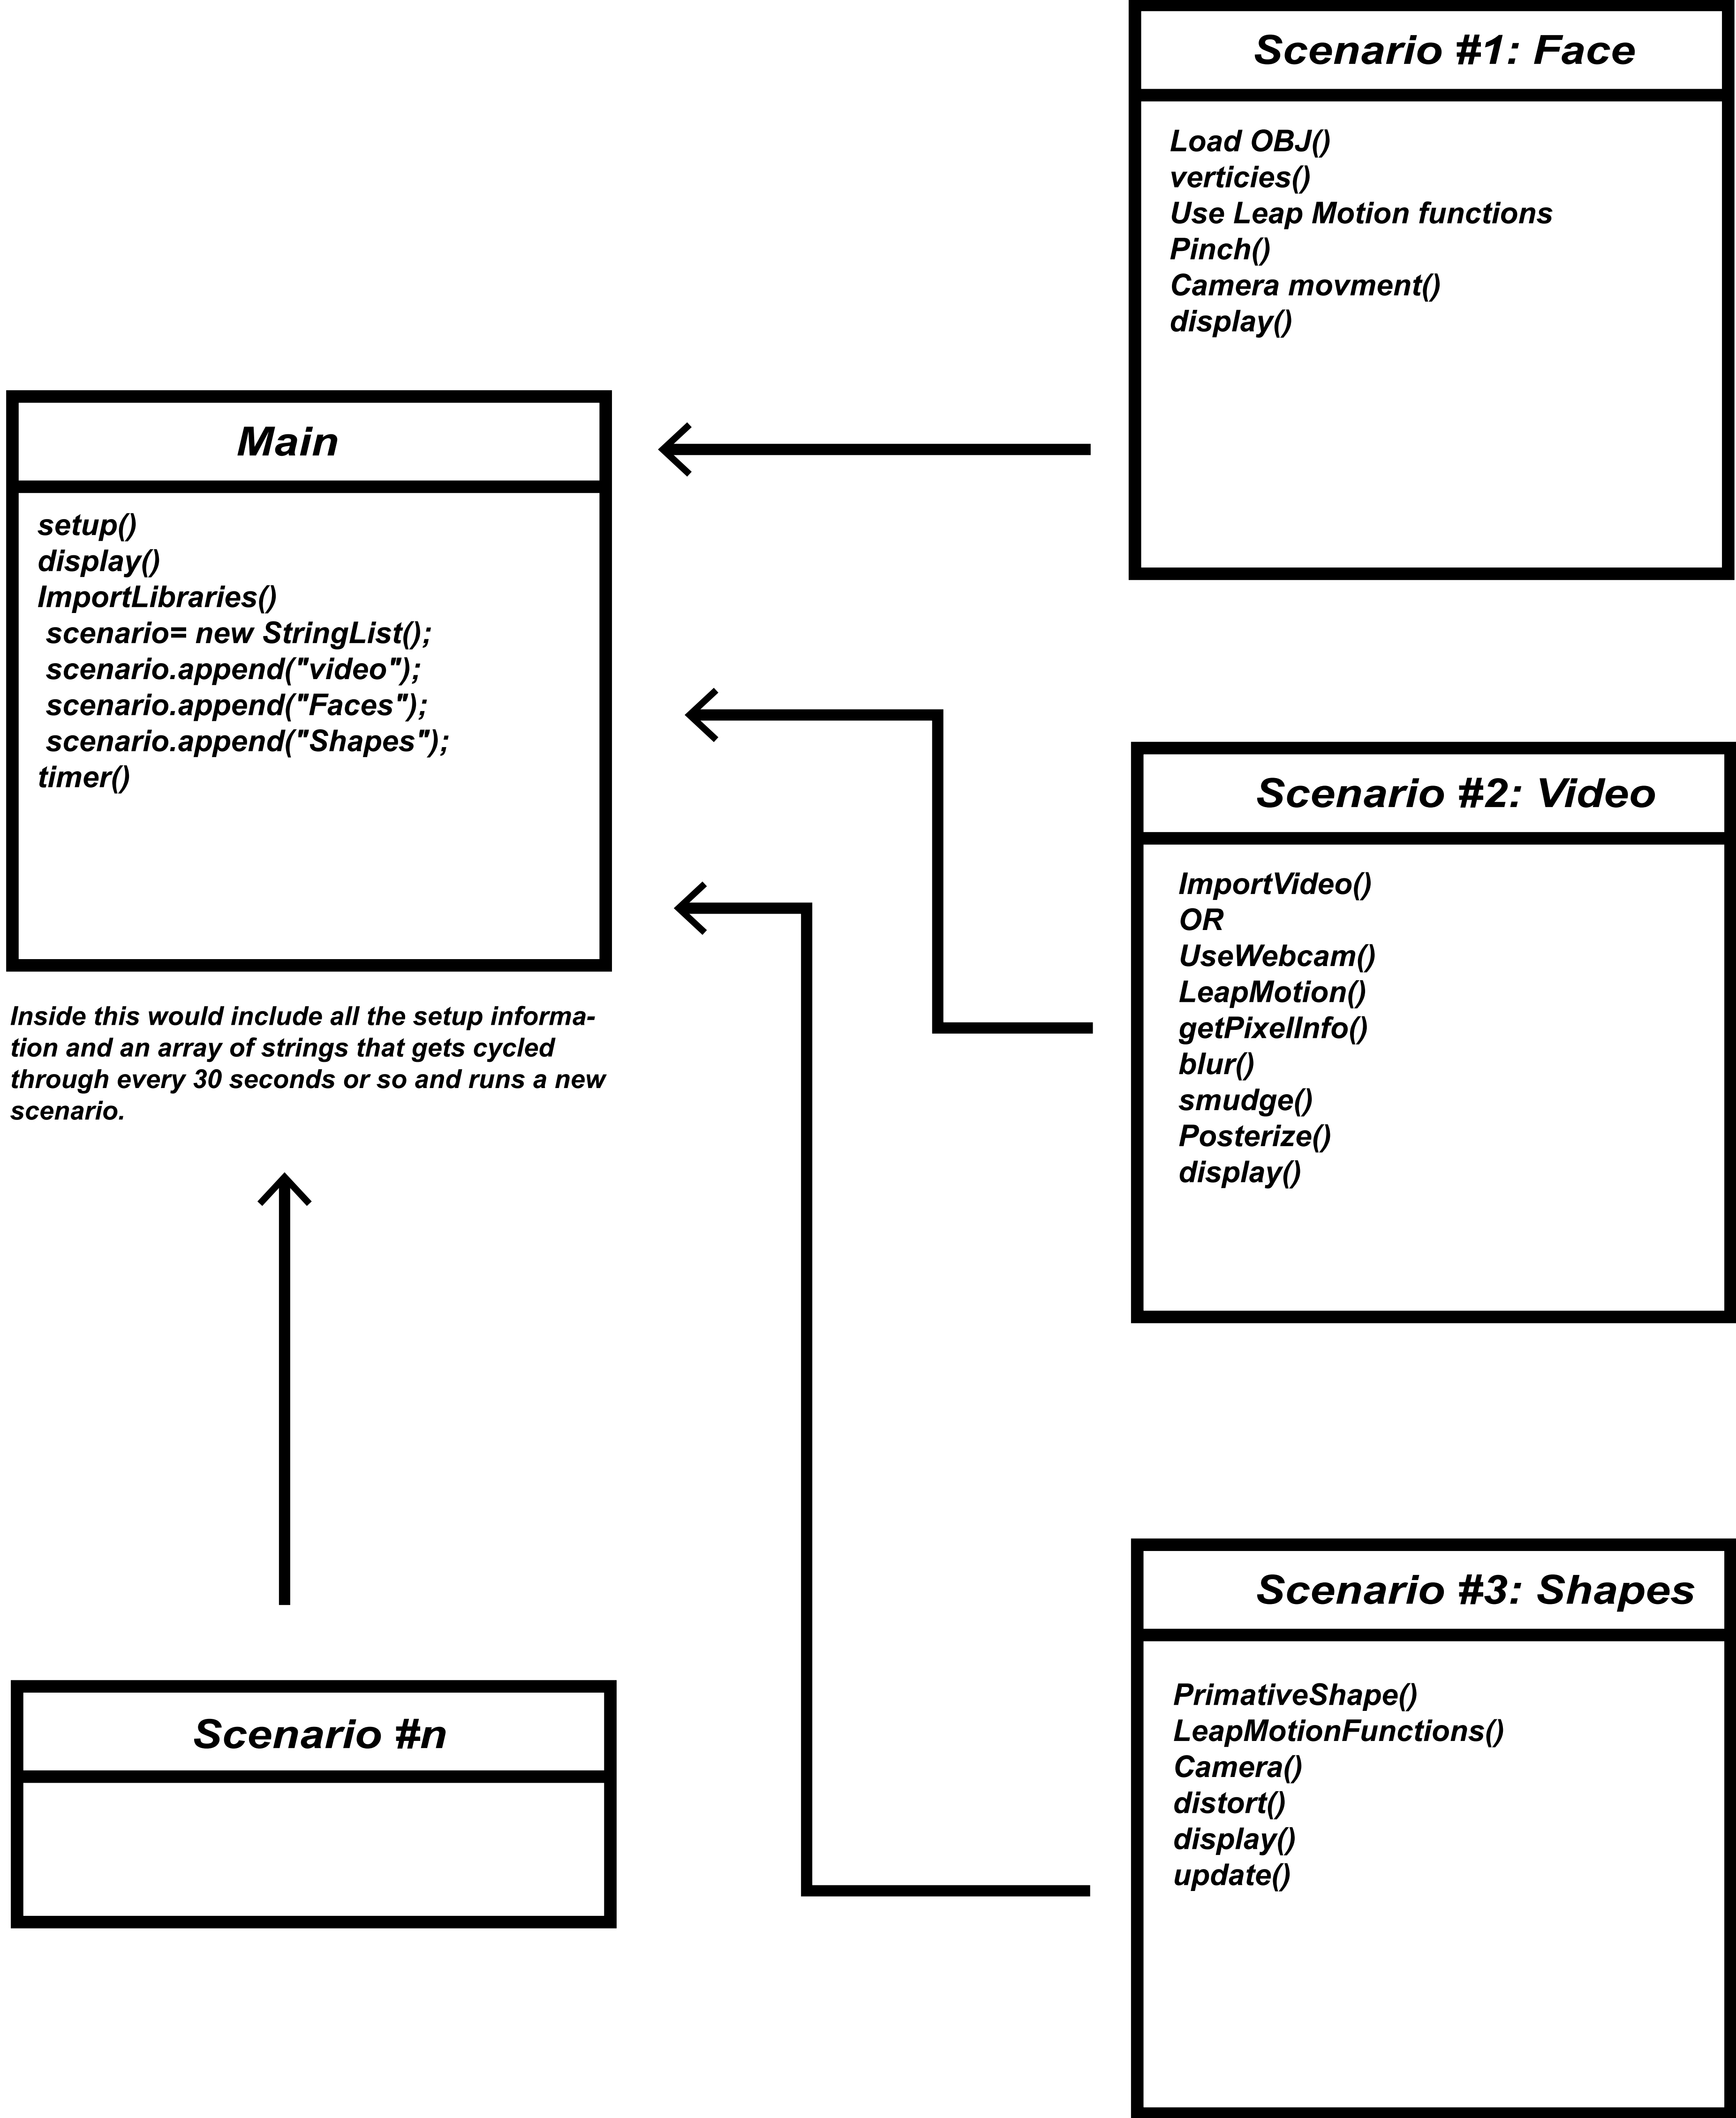 Scenario #1: Face
Load OBJ()
verticies()
Use Leap Motion functions
Pinch()
Camera movment()
display()
Main
setup()
display()
ImportLibraries()
scenario= new StringList();
scenario.append("video");
scenario.append("Faces");
scenario.append("Shapes");
timer()
Inside this would include all the setup informa-
tion and an array of strings that gets cycled
through every 30 seconds or so and runs a new
scenario.
Scenario #2: Video
ImportVideo()
OR
UseWebcam()
LeapMotion()
getPixelInfo()
blur()
smudge()
Posterize()
display()
Scenario #3: Shapes
PrimativeShape()
LeapMotionFunctions()
Camera()
distort()
display()
update()
Scenario #n